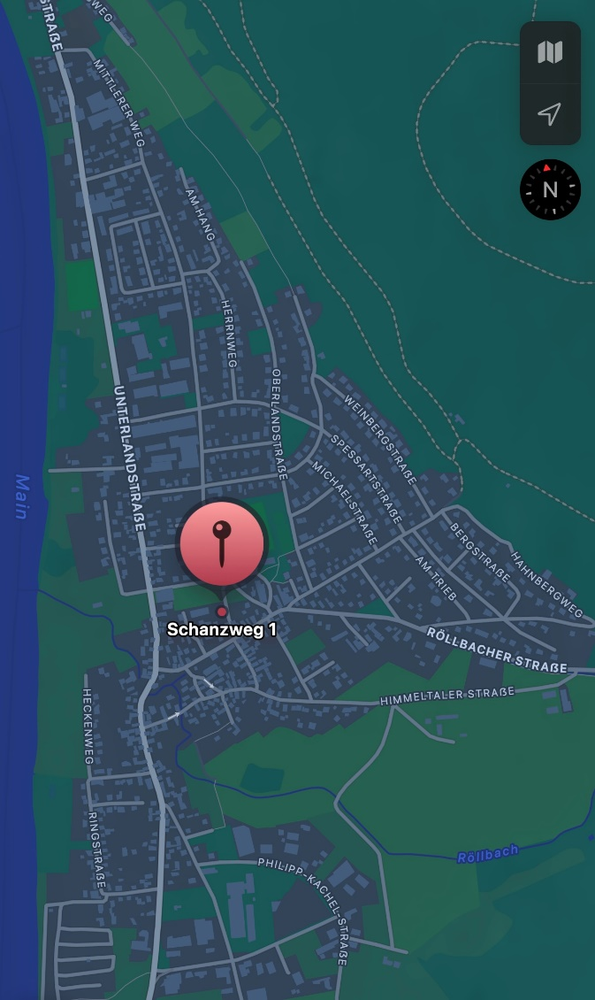 STRAßE
WEG
MITTLERER WEG
N
AM HANG
HERRNWEG
OBERLANDSTRAßE
UNTERLANDSTRAßE
WEINBERGSTRAßE
SPESSARTSTRAßE
MICHAELSTRAßE
Main
BERGSTRAßE
HAHNBERGWEG
AM TRIEB
Schanzweg 1
RÖLLBACHER STRAßE
HIMMELTALER STRAßE
HECKENWEG
RINGSTRAßE
Röllbach
PHILIPP-KACHEL-STRAßE